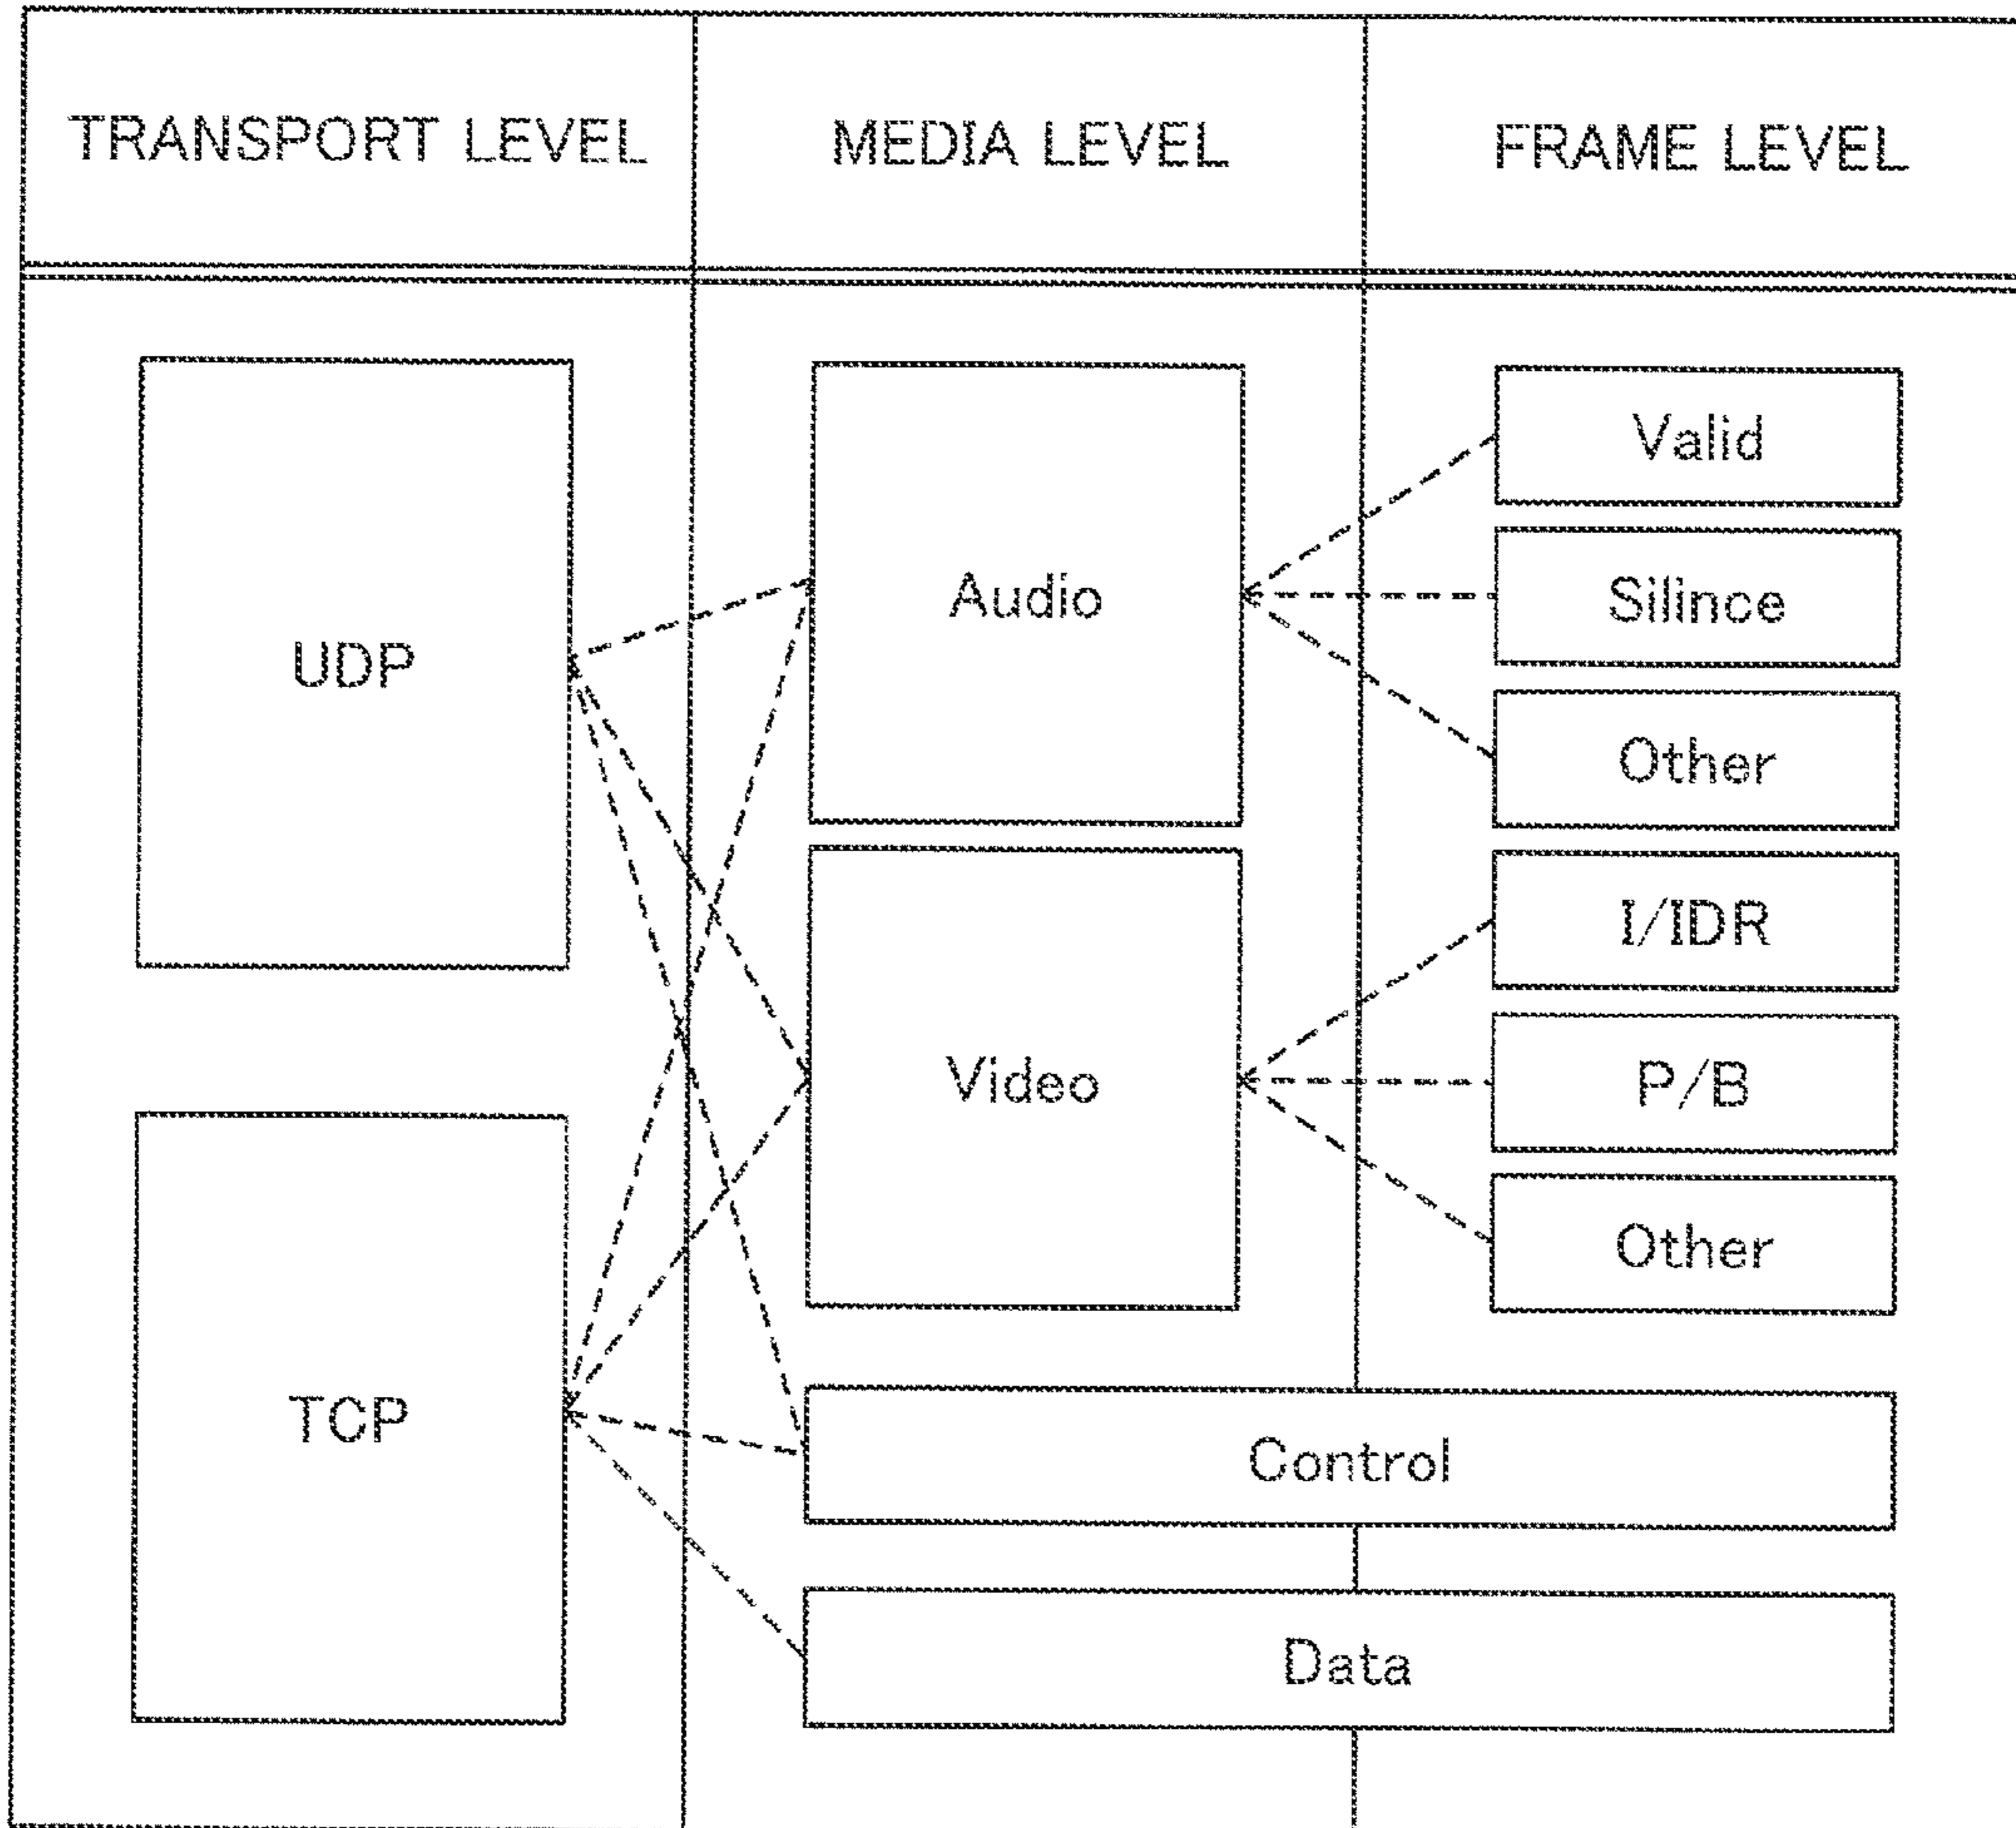 TRANSPORT LEVEL
MEDIA LEVEL
FRAME LEVEL
UDP
TCP
Audio
Video
Valid
Silince
Other
I/IDR
P/B
Other
Control
Data